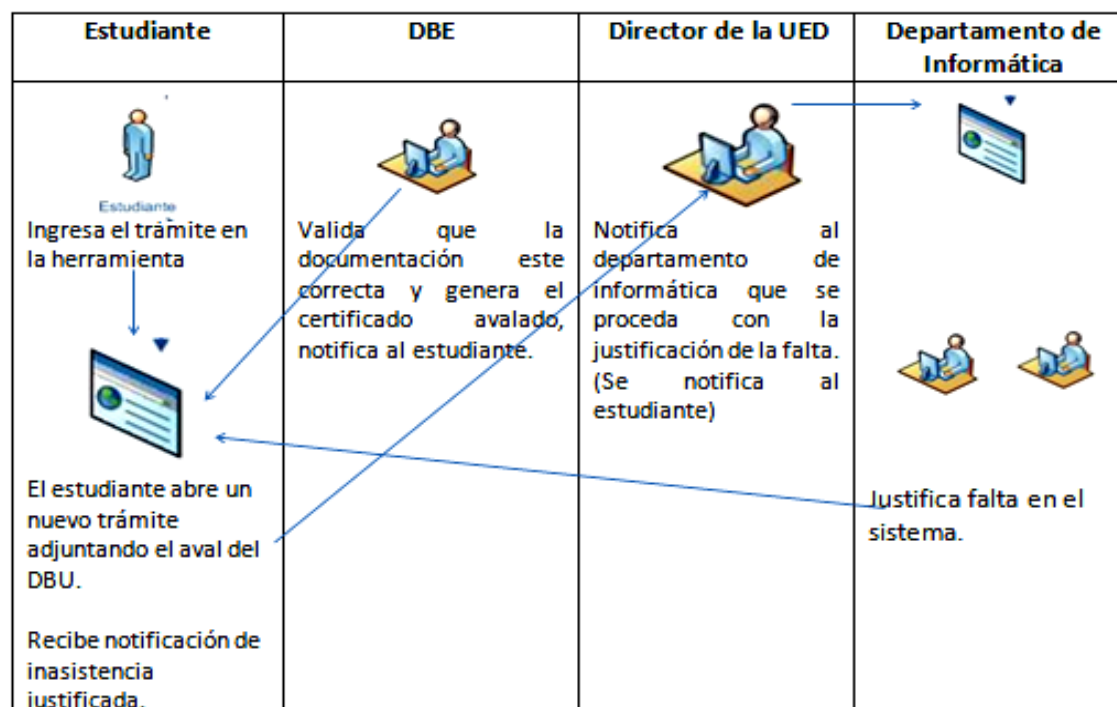 Estudiante
DBE
Director de la UED
Departamento de
Informática
Estudiante
Ingresa el trámite en
la herramienta
El estudiante abre un
nuevo trámite
adjuntando el aval del
DBU.
Recibe notificación de
inasistencia
justificada.
Valida que la
documentación este
correcta y genera el
certificado avalado,
notifica al estudiante.
Notifica al
departamento de
informática que se
proceda con la
justificación de la falta.
(Se notifica al
estudiante)
Justifica falta en el
sistema.